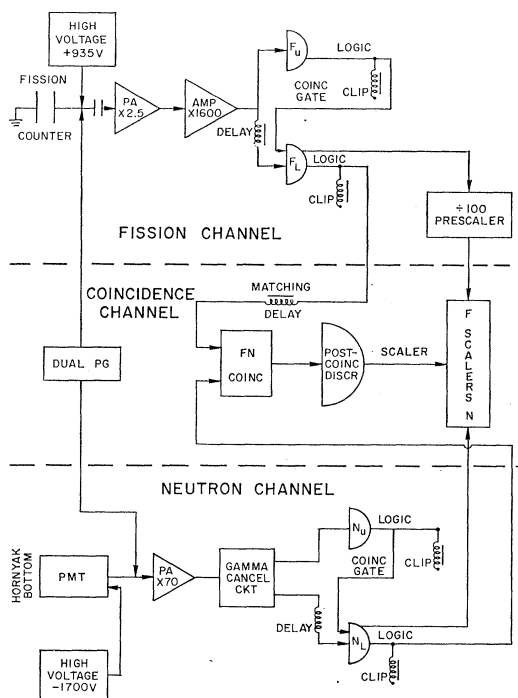 HIGH
VOLTAGE
+935V
FISSION
COUNTER
PA
X2.5
AMP
X1600
DELAY
Fu
LOGIC
CLIP
COINC
GATE
FL
LOGIC
CLIP
÷100
PRESCALER
FISSION CHANNEL
COINCIDENCE
CHANNEL
MATCHING
DELAY
DUAL PG
FN
COINC
POST-
COINC
DISCR
SCALER
F SCALERS N
NEUTRON CHANNEL
HORNYAK
BOTTOM
PMT
PA
X70
GAMMA
CANCEL
CKT
Nu
LOGIC
CLIP
COINC
GATE
DELAY
NL
LOGIC
CLIP
HIGH
VOLTAGE
-1700V